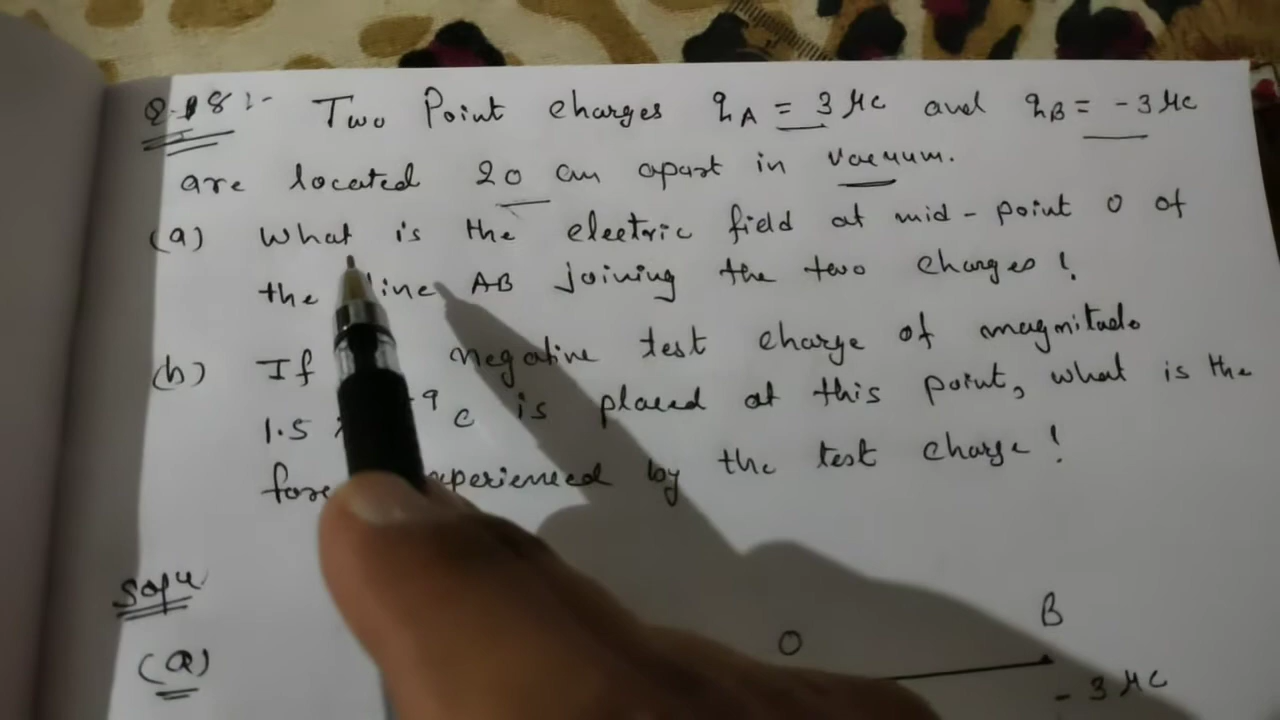 Q.18:- Two Point charges qA = 3 μc and qB = -3 μc
are located 20 cm apart in vacuum.
(a) What is the electric field at mid-point O of
the line AB joining the two charges!
(b) If negative test charge of magnitude
1.5 -9 c is placed at this point, what is the
experienced by the test charge!
Solu
(a)
O B
-3 μc